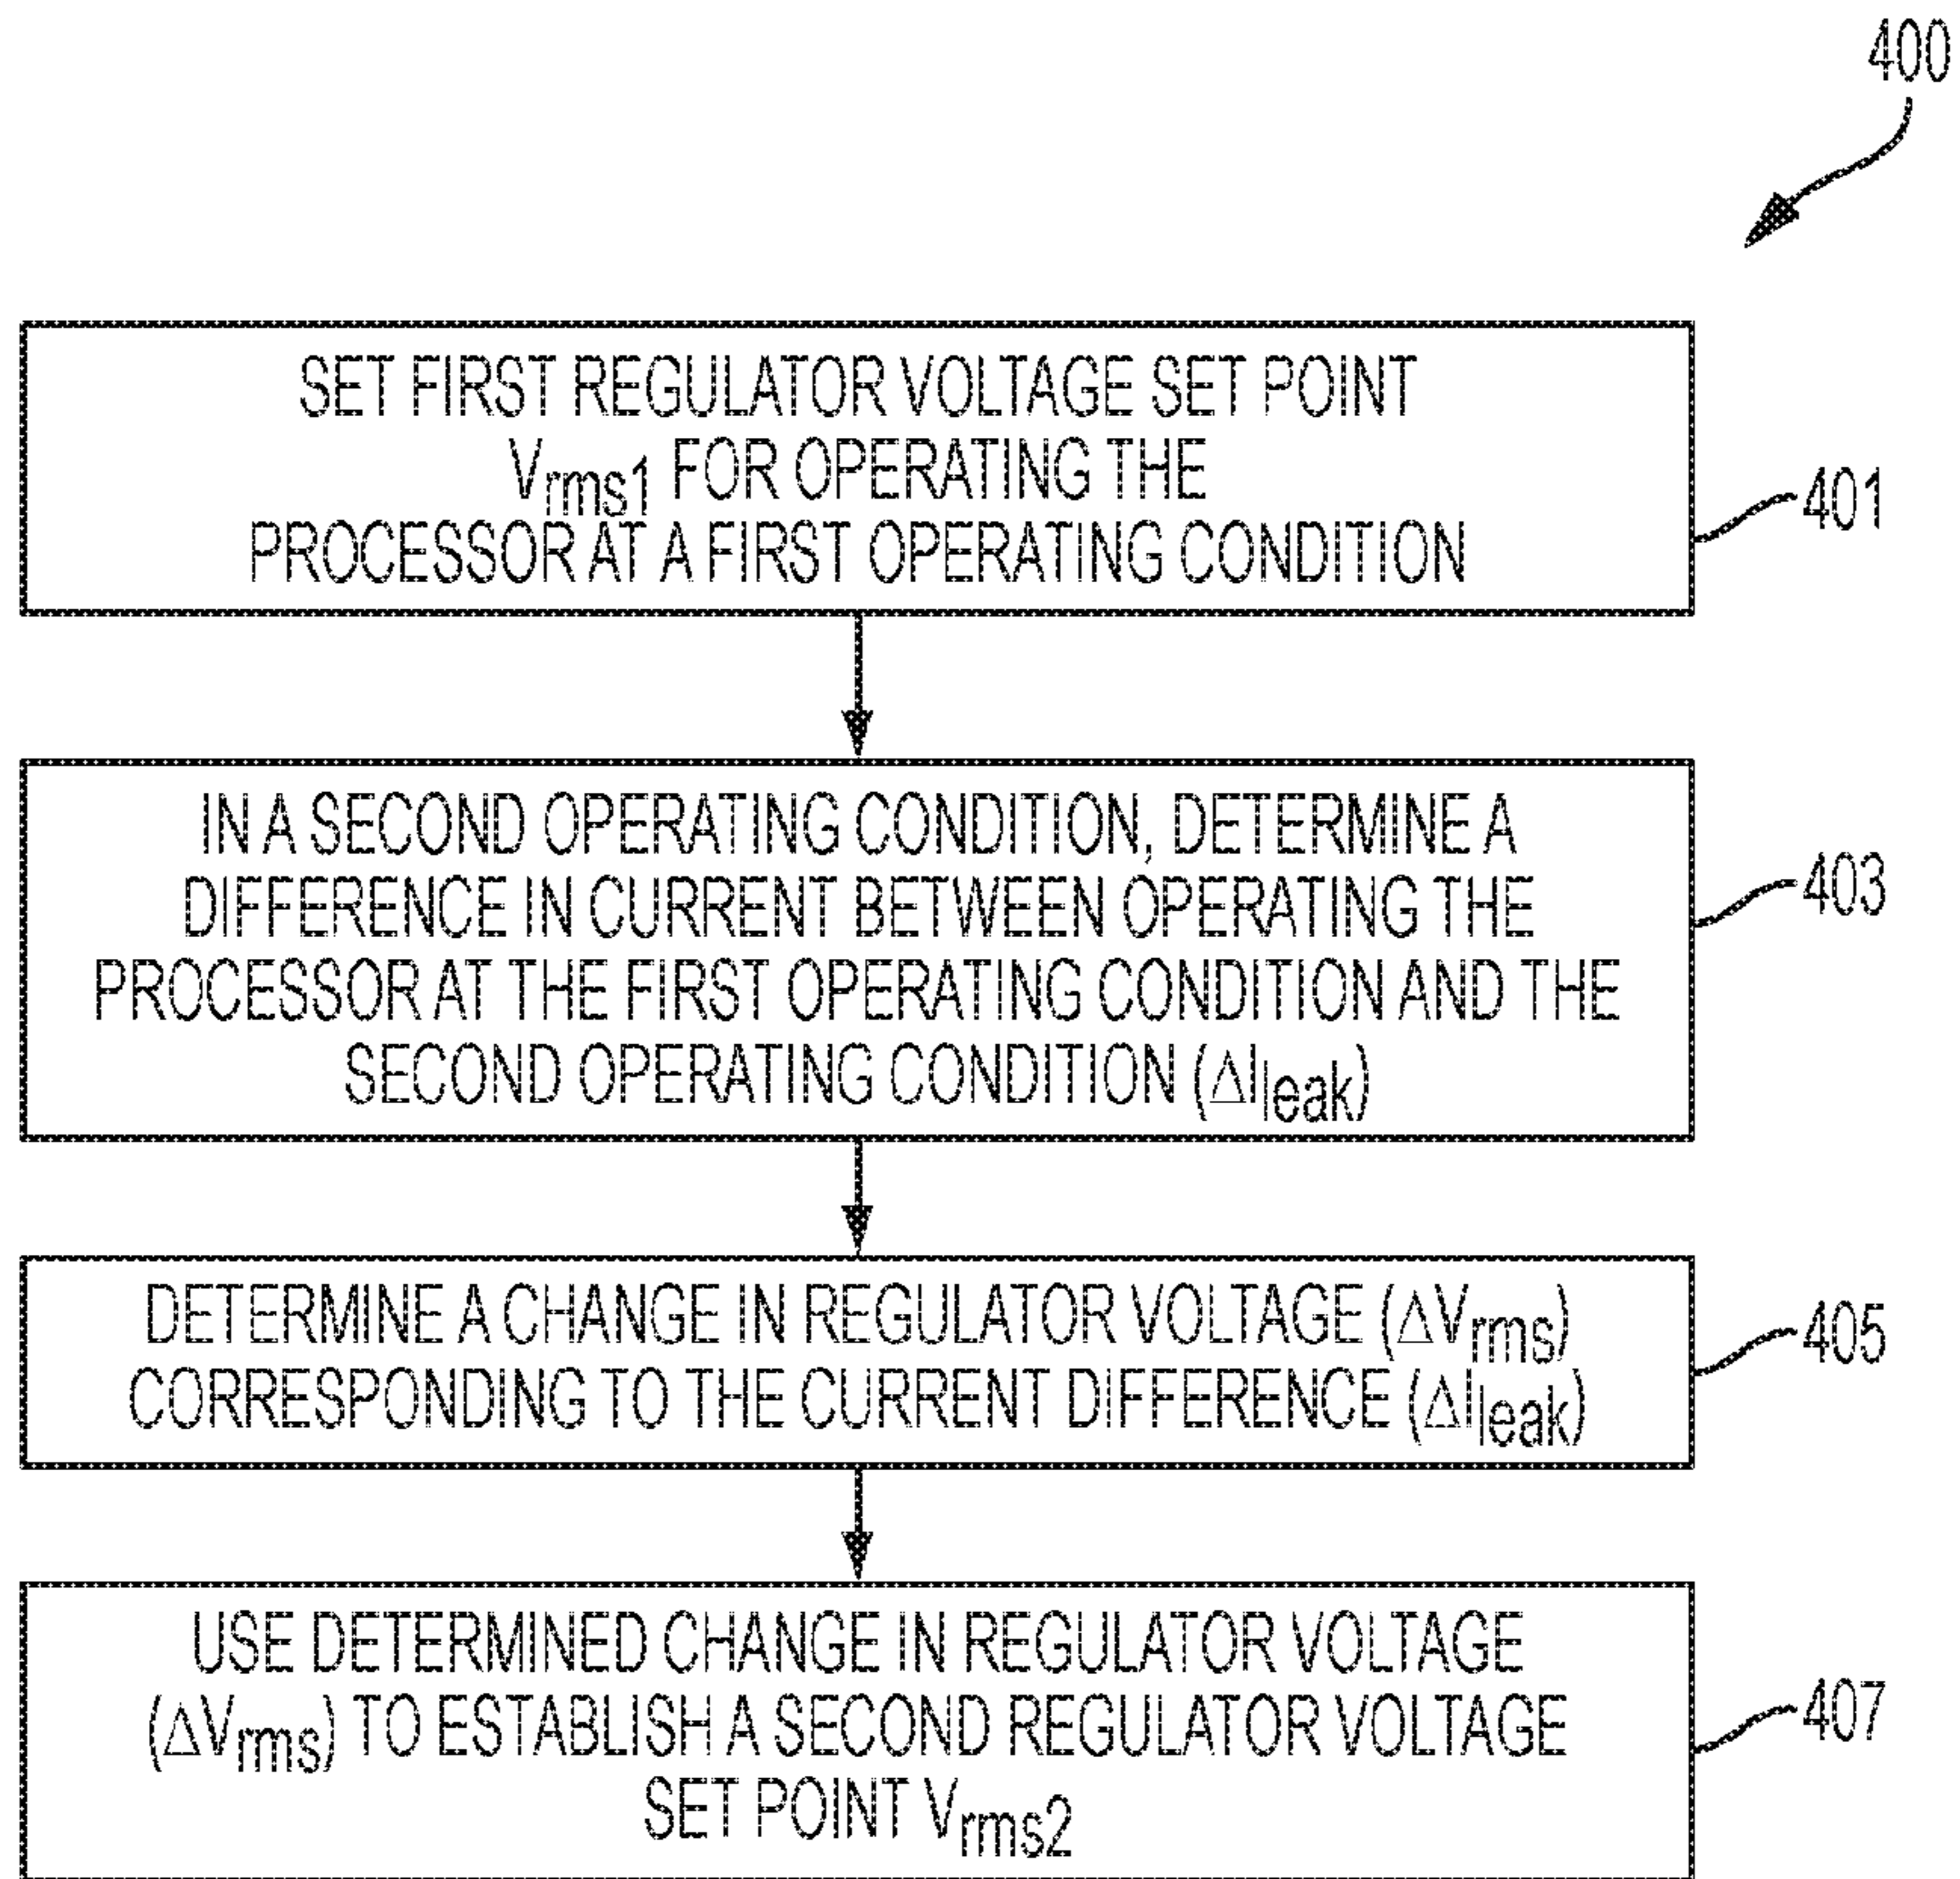 400
SET FIRST REGULATOR VOLTAGE SET POINT
Vrms1 FOR OPERATING THE
PROCESSOR AT A FIRST OPERATING CONDITION
401
IN A SECOND OPERATING CONDITION, DETERMINE A
DIFFERENCE IN CURRENT BETWEEN OPERATING THE
PROCESSOR AT THE FIRST OPERATING CONDITION AND THE
SECOND OPERATING CONDITION (ΔIleak)
403
DETERMINE A CHANGE IN REGULATOR VOLTAGE (ΔVrms)
CORRESPONDING TO THE CURRENT DIFFERENCE (ΔIleak)
405
USE DETERMINED CHANGE IN REGULATOR VOLTAGE
(ΔVrms) TO ESTABLISH A SECOND REGULATOR VOLTAGE
SET POINT Vrms2
407